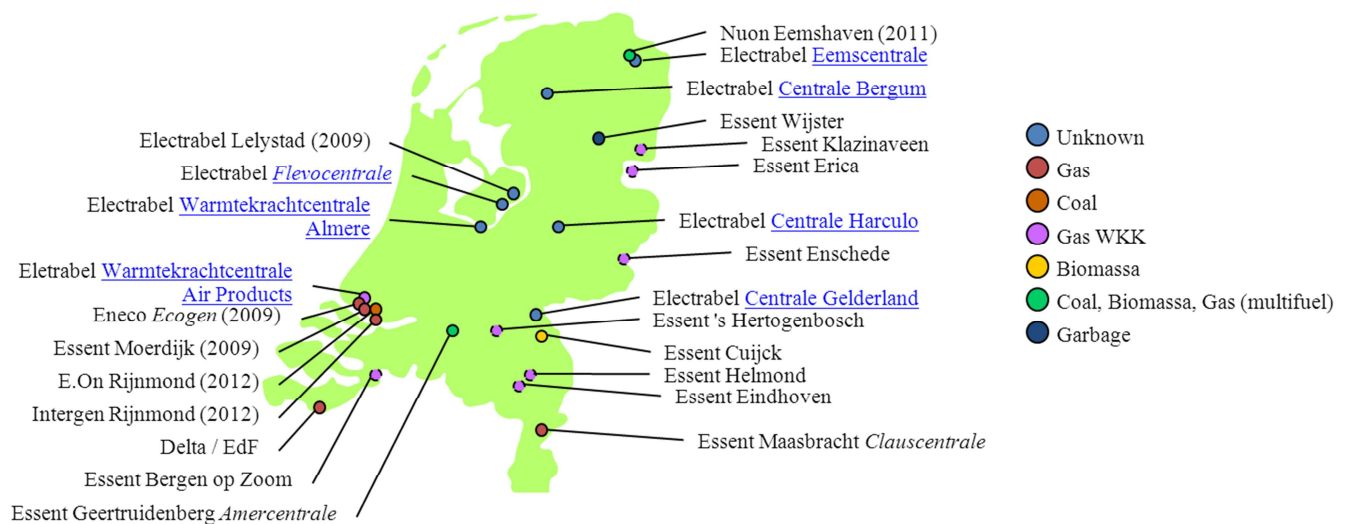 Nuon Eemshaven (2011)
Electrabel Eemscentrale
Electrabel Centrale Bergum
Essent Wijster
Essent Klazinaveen
Essent Erica
Electrabel Lelystad (2009)
Electrabel Flevocentrale
Electrabel Warmtekrachtcentrale
Almere
Electrabel Centrale Harculo
Essent Enschede
Eletrabel Warmtekrachtcentrale
Air Products
Eneco Ecogen (2009)
Essent Moerdijk (2009)
E.On Rijnmond (2012)
Intergen Rijnmond (2012)
Delta / EdF
Essent Bergen op Zoom
Essent Geertruidenberg Amercentrale
Electrabel Centrale Gelderland
Essent 's Hertogenbosch
Essent Cuijck
Essent Helmond
Essent Eindhoven
Essent Maasbracht Clauscentrale
Unknown
Gas
Coal
Gas WKK
Biomassa
Coal, Biomassa, Gas (multifuel)
Garbage